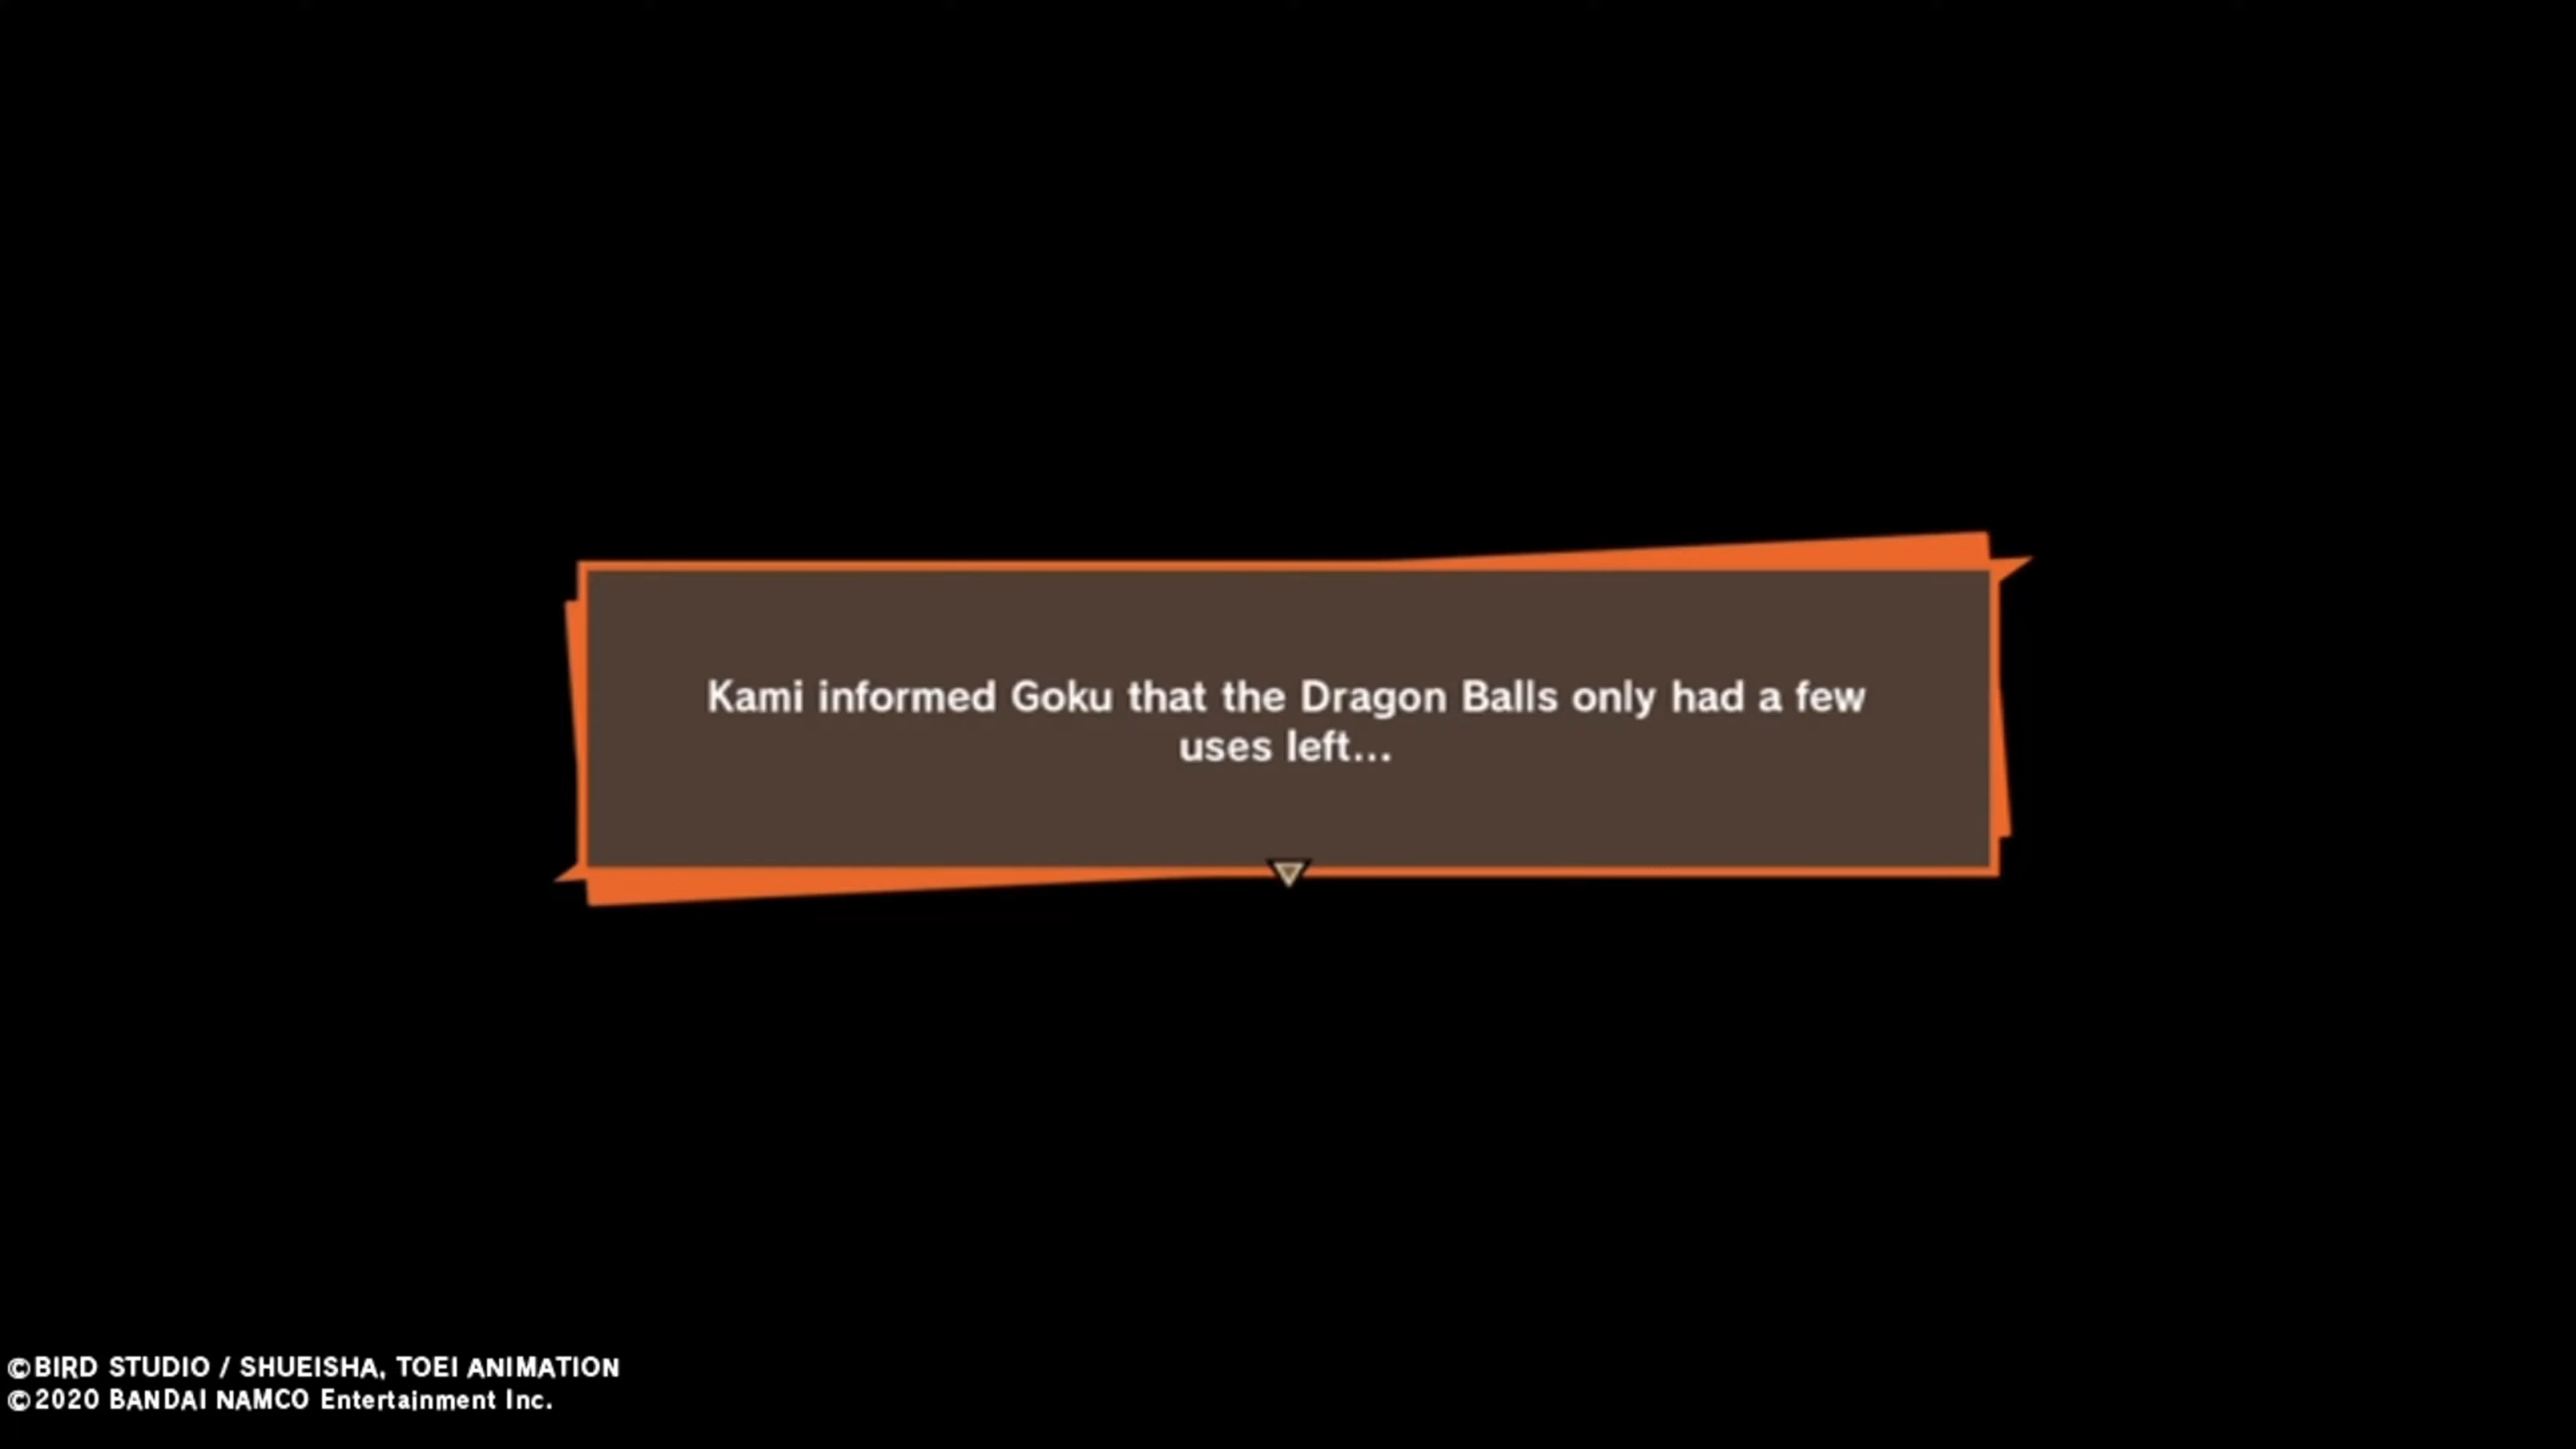 Kami informed Goku that the Dragon Balls only had a few
uses left...
©BIRD STUDIO / SHUEISHA, TOEI ANIMATION
©2020 BANDAI NAMCO Entertainment Inc.